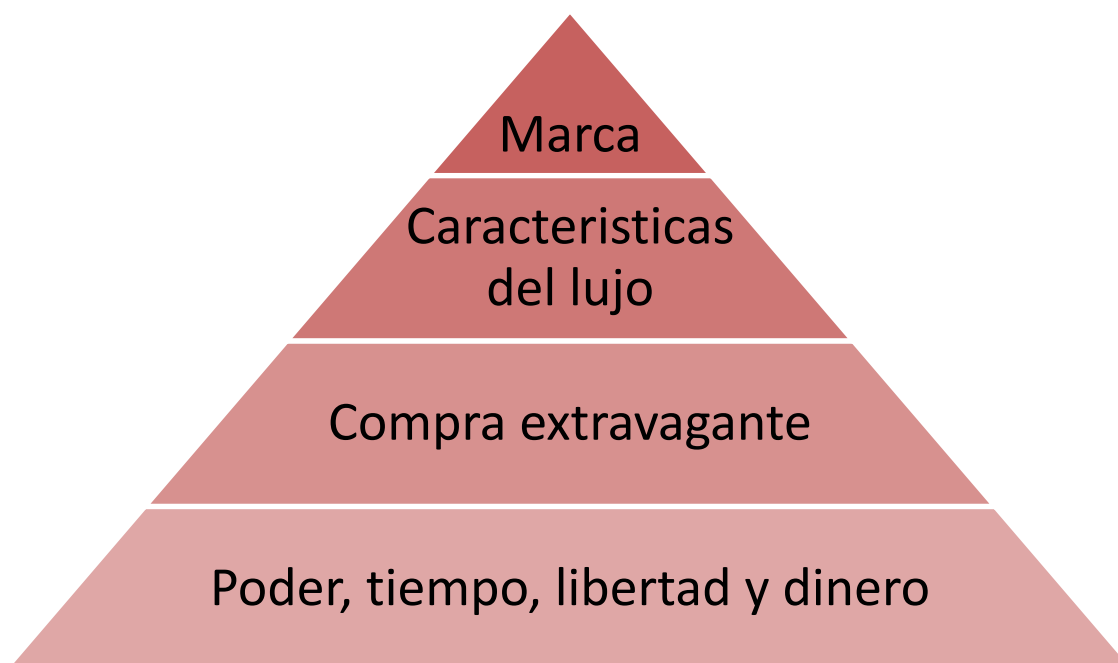 Marca
Caracteristicas
del lujo
Compra extravagante
Poder, tiempo, libertad y dinero